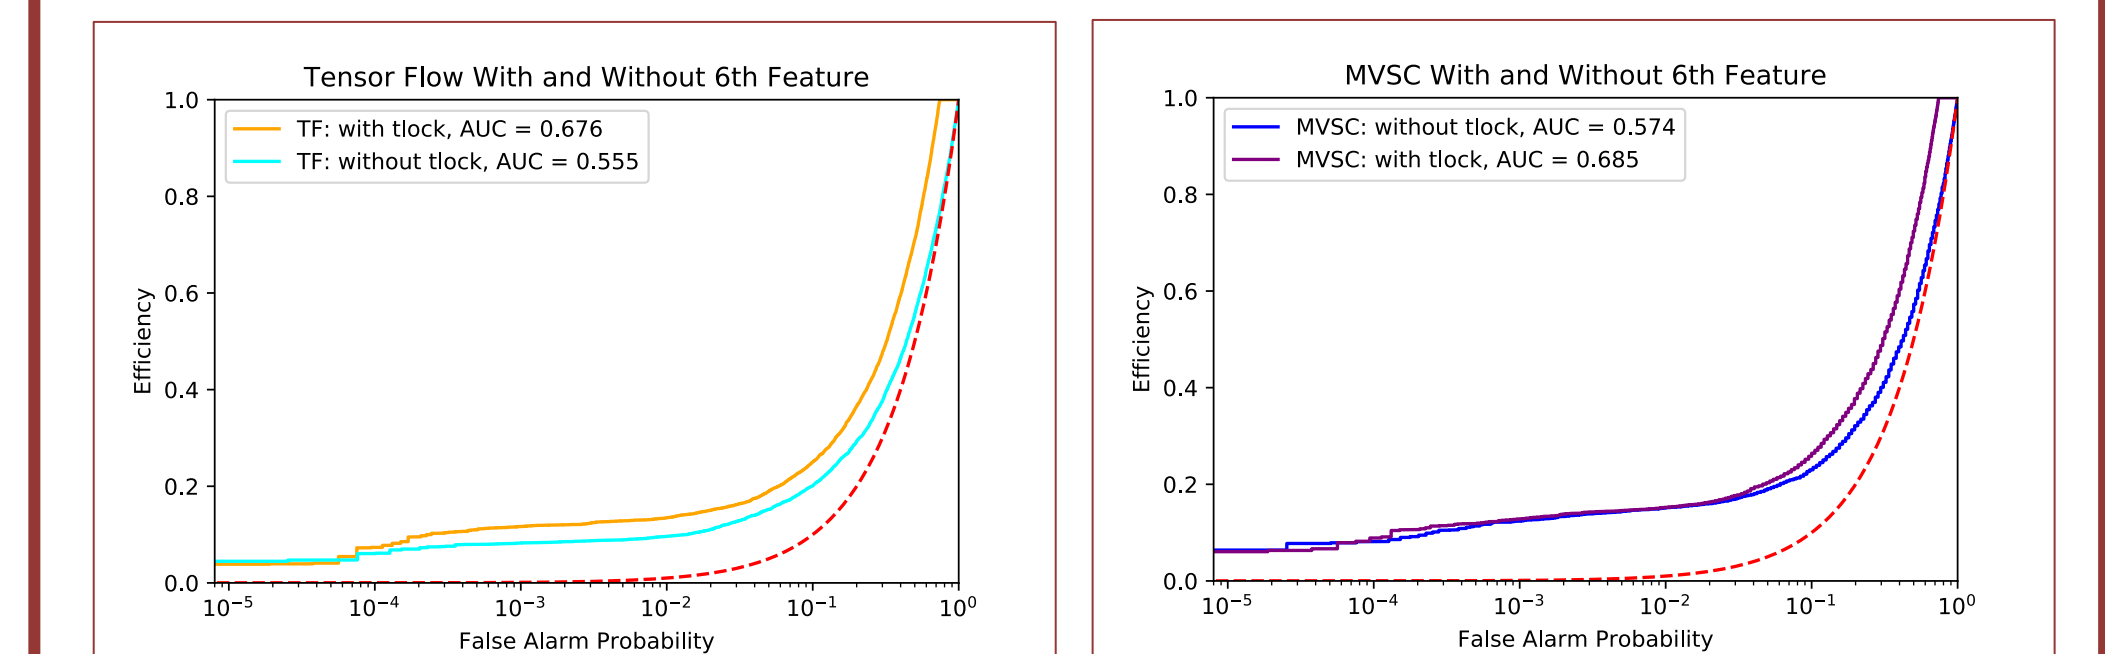 Tensor Flow With and Without 6th Feature
TF: with tlock, AUC = 0.676
TF: without tlock, AUC = 0.555
1.0
0.8
0.6
0.4
0.2
0.0
Efficiency
10⁻⁵ 10⁻⁴ 10⁻³ 10⁻² 10⁻¹ 10⁰
False Alarm Probability
MVSC With and Without 6th Feature
MVSC: without tlock, AUC = 0.574
MVSC: with tlock, AUC = 0.685
1.0
0.8
0.6
0.4
0.2
0.0
Efficiency
10⁻⁵ 10⁻⁴ 10⁻³ 10⁻² 10⁻¹ 10⁰
False Alarm Probability